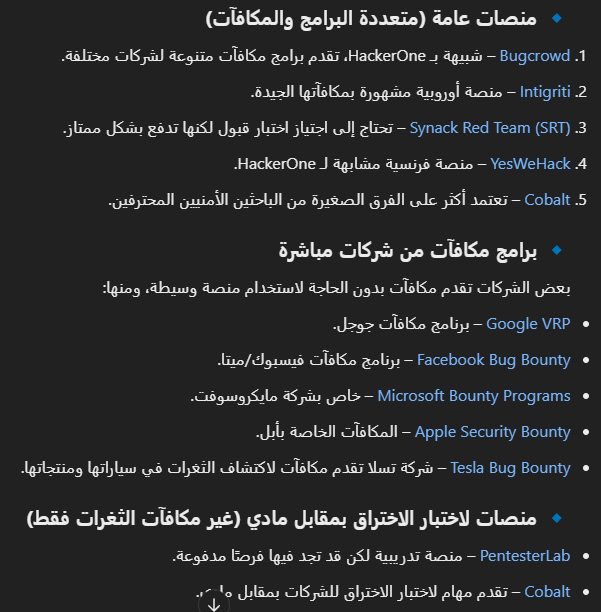 🔹 منصات عامة (متعددة البرامج والمكافآت)
1. Bugcrowd – شبيهة بـ HackerOne، تقدم برامج مكافآت متنوعة لشركات مختلفة.
2. Intigriti – منصة أوروبية مشهورة بمكافآتها الجيدة.
3. Synack Red Team (SRT) – تحتاج إلى اجتياز اختبار قبول لكنها تدفع بشكل ممتاز.
4. YesWeHack – منصة فرنسية مشابهة لـ HackerOne.
5. Cobalt – تعتمد أكثر على الفرق الصغيرة من الباحثين الأمنيين المحترفين.
🔹 برامج مكافآت من شركات مباشرة
بعض الشركات تقدم مكافآت بدون الحاجة لاستخدام منصة وسيطة، ومنها:
• Google VRP – برنامج مكافآت جوجل.
• Facebook Bug Bounty – برنامج مكافآت فيسبوك/ميتا.
• Microsoft Bounty Programs – خاص بشركة مايكروسوفت.
• Apple Security Bounty – المكافآت الخاصة بأبل.
• Tesla Bug Bounty – شركة تسلا تقدم مكافآت لاكتشاف الثغرات في سياراتها ومنتجاتها.
🔹 منصات لاختبار الاختراق بمقابل مادي (غير مكافآت الثغرات فقط)
• PentesterLab – منصة تدريبية لكن قد تجد فيها فرصًا مدفوعة.
• Cobalt – تقدم مهام لاختبار الاختراق للشركات بمقابل